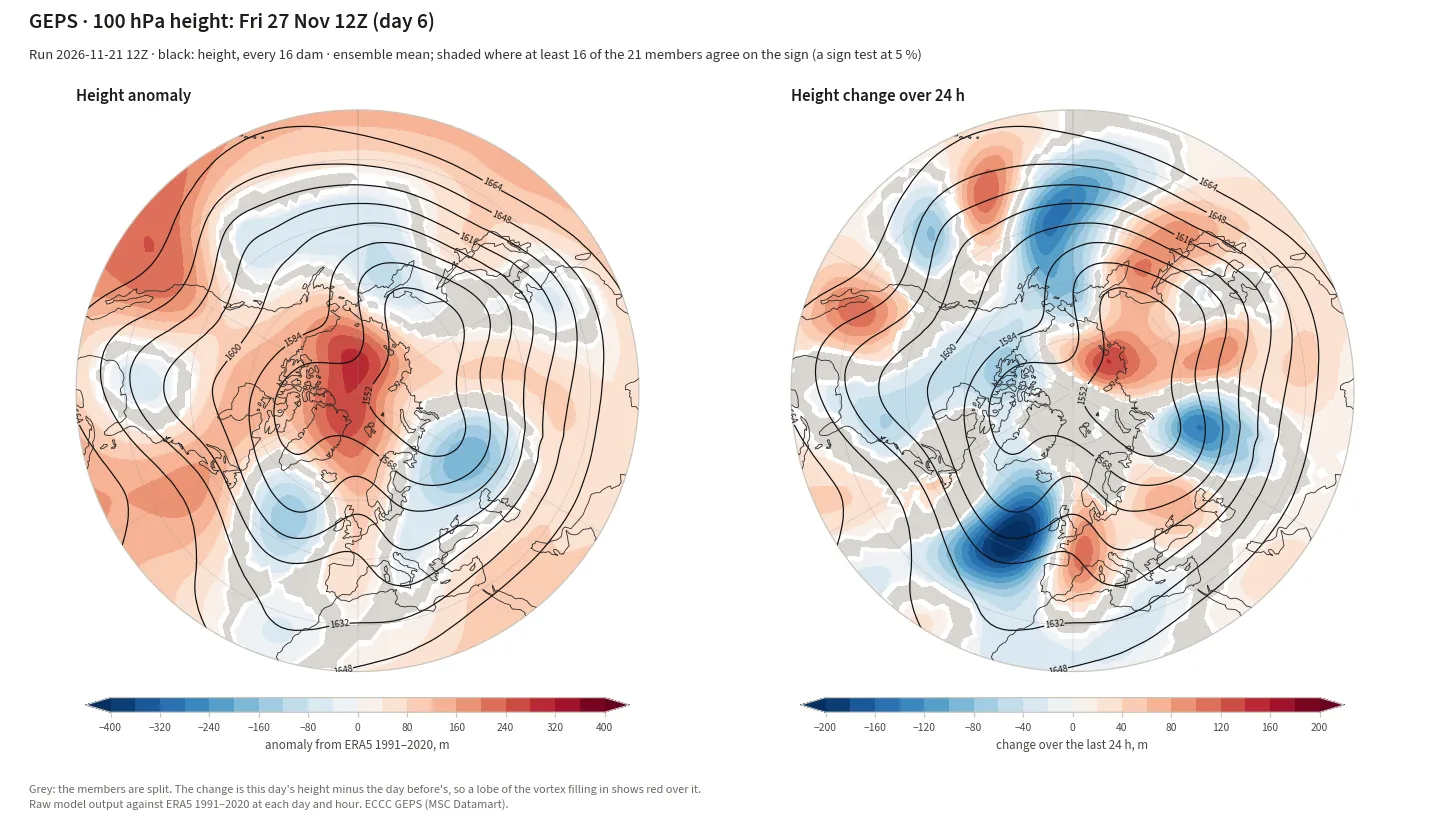 GEPS · 100 hPa height: Fri 27 Nov 12Z (day 6)
Run 2026-11-21 12Z · black: height, every 16 dam · ensemble mean; shaded where at least 16 of the 21 members agree on the sign (a sign test at 5 %)
Height anomaly
Height change over 24 h
1664
1648
1616
1600
1584
1552
1568
1632
1648
1664
1648
1616
1600
1584
1552
1568
1632
1648
−400 −320 −240 −160 −80 0 80 160 240 320 400
anomaly from ERA5 1991–2020, m
−200 −160 −120 −80 −40 0 40 80 120 160 200
change over the last 24 h, m
Grey: the members are split. The change is this day's height minus the day before's, so a lobe of the vortex filling in shows red over it.
Raw model output against ERA5 1991–2020 at each day and hour. ECCC GEPS (MSC Datamart).